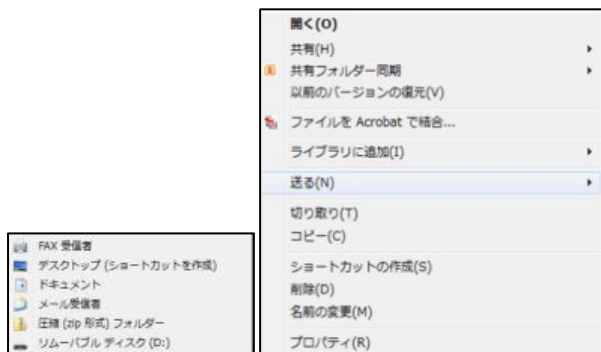 開く(O)
共有(H)
共有フォルダー同期
以前のバージョンの復元(V)
ファイルを Acrobat で結合...
ライブラリに追加(I)
送る(N)
切り取り(T)
コピー(C)
ショートカットの作成(S)
削除(D)
名前の変更(M)
プロパティ(R)
FAX 受信者
デスクトップ (ショートカットを作成)
ドキュメント
メール受信者
圧縮 (zip 形式) フォルダー
リムーバブル ディスク (D:)